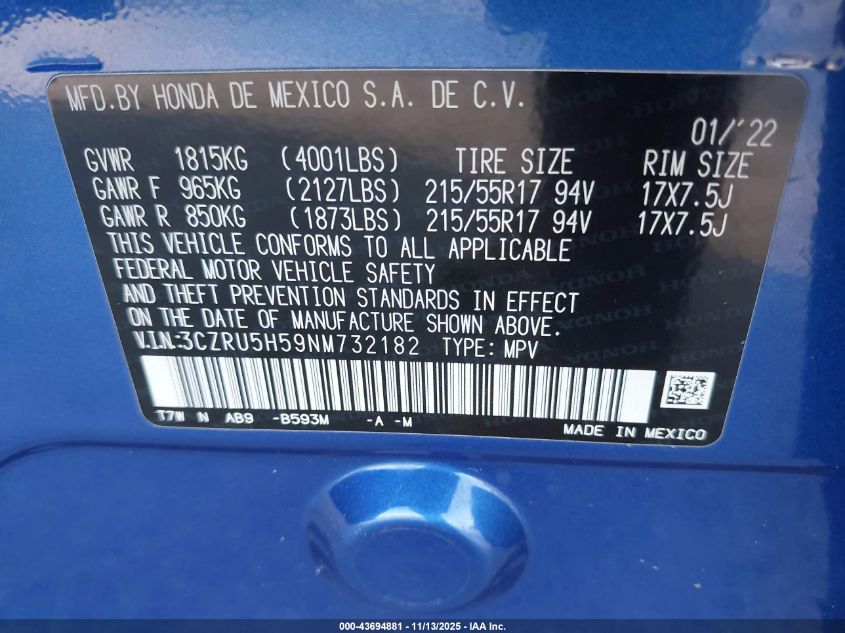 MFD.BY HONDA DE MEXICO S.A. DE C.V.
01/'22
GVWR 1815KG (4001LBS) TIRE SIZE RIM SIZE
GAWR F 965KG (2127LBS) 215/55R17 94V 17X7.5J
GAWR R 850KG (1873LBS) 215/55R17 94V 17X7.5J
THIS VEHICLE CONFORMS TO ALL APPLICABLE
FEDERAL MOTOR VEHICLE SAFETY
AND THEFT PREVENTION STANDARDS IN EFFECT
ON THE DATE OF MANUFACTURE SHOWN ABOVE.
V.I.N:3CZRU5H59NM732182 TYPE: MPV
T7W N AB9 -B593M -A -M
MADE IN MEXICO
000-43694881 - 11/13/2025 - IAA Inc.